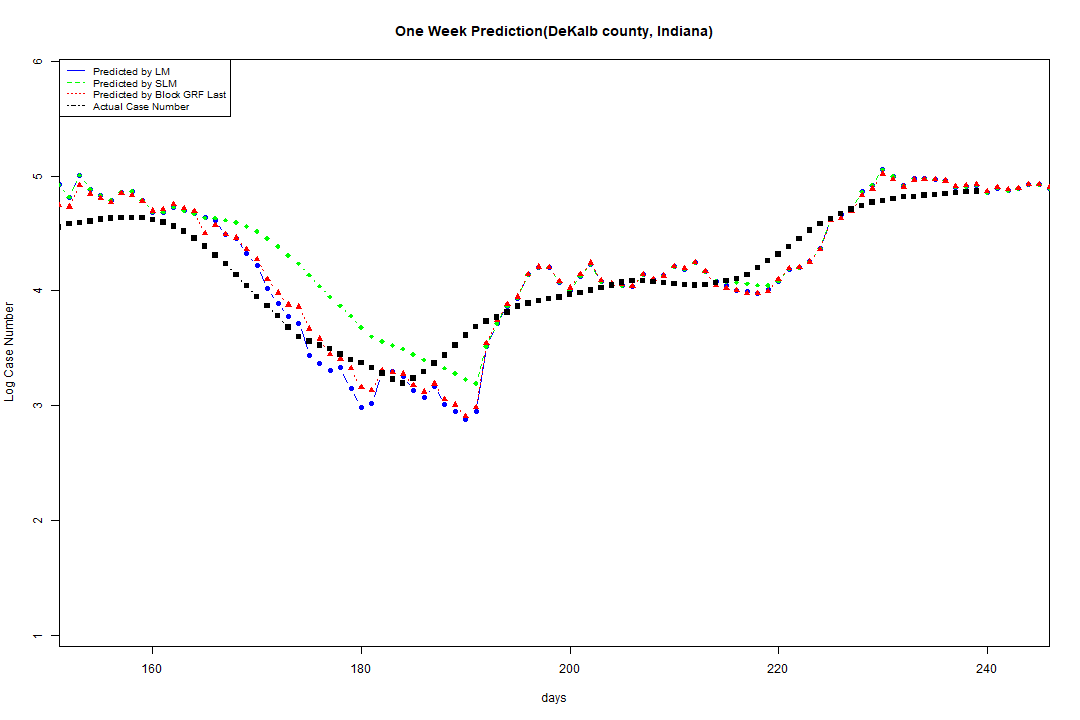 One Week Prediction(DeKalb county, Indiana)
Predicted by LM
Predicted by SLM
Predicted by Block GRF Last
Actual Case Number
6
5
4
3
2
1
Log Case Number
160 180 200 220 240
days